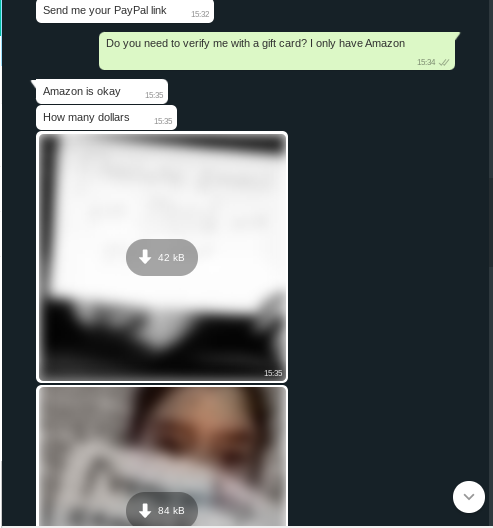 Send me your PayPal link
15:32
Do you need to verify me with a gift card? I only have Amazon
15:34
Amazon is okay
15:35
How many dollars
15:35
42 kB
15:35
84 kB